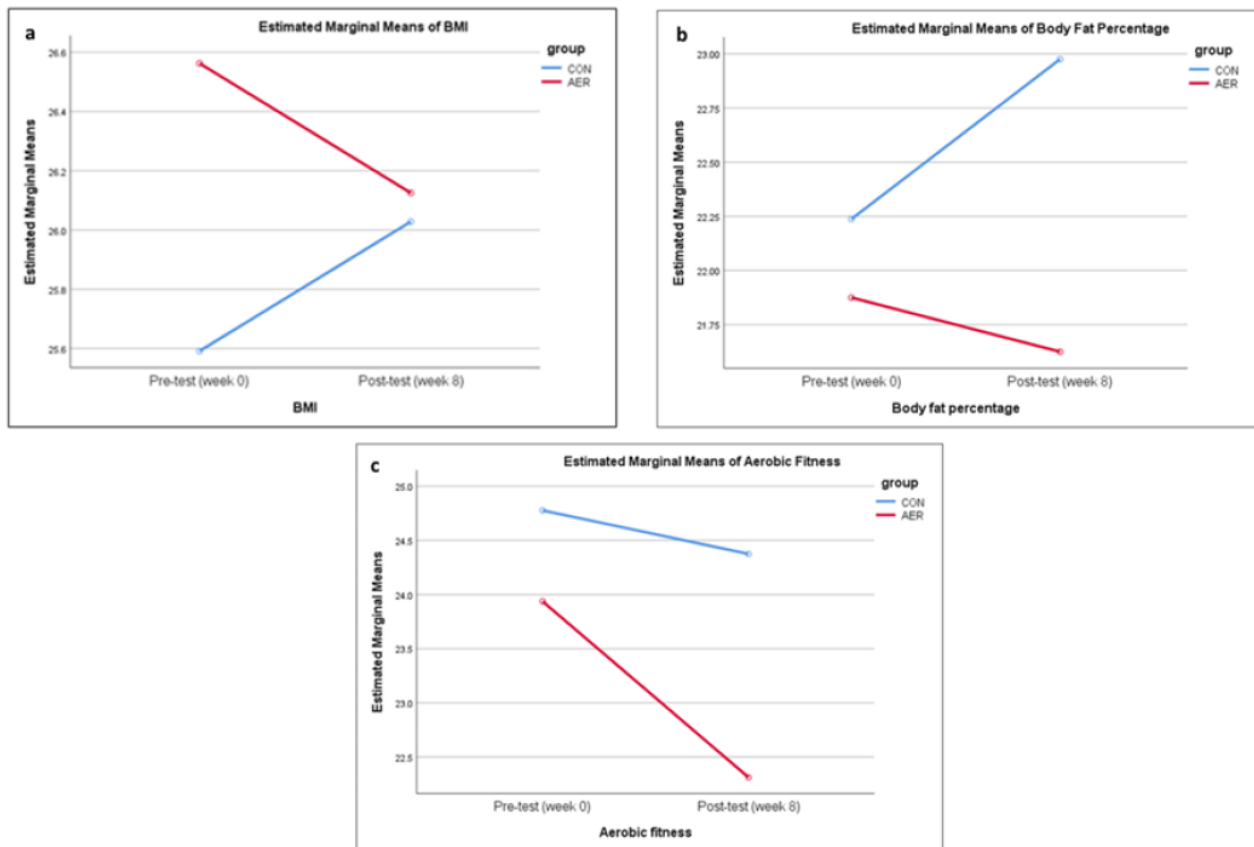 a
Estimated Marginal Means of BMI
group
CON
AER
Estimated Marginal Means
26.6
26.4
26.2
26.0
25.8
25.6
Pre-test (week 0) Post-test (week 8)
BMI
b
Estimated Marginal Means of Body Fat Percentage
group
CON
AER
Estimated Marginal Means
23.00
22.75
22.50
22.25
22.00
21.75
Pre-test (week 0) Post-test (week 8)
Body fat percentage
c
Estimated Marginal Means of Aerobic Fitness
group
CON
AER
Estimated Marginal Means
25.0
24.5
24.0
23.5
23.0
22.5
Pre-test (week 0) Post-test (week 8)
Aerobic fitness